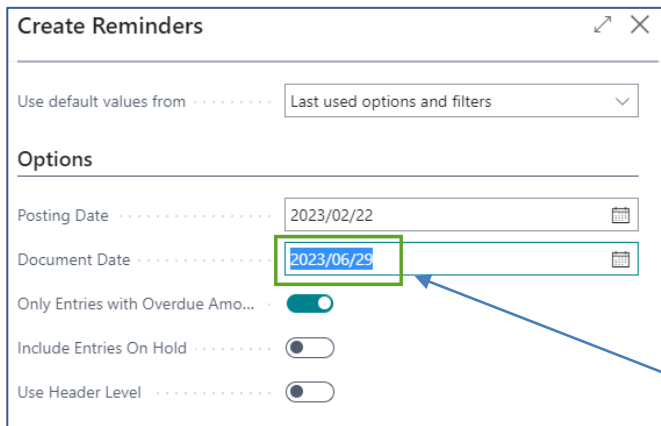 Create Reminders
Use default values from
Last used options and filters
Options
Posting Date
2023/02/22
Document Date
2023/06/29
Only Entries with Overdue Amo...
Include Entries On Hold
Use Header Level